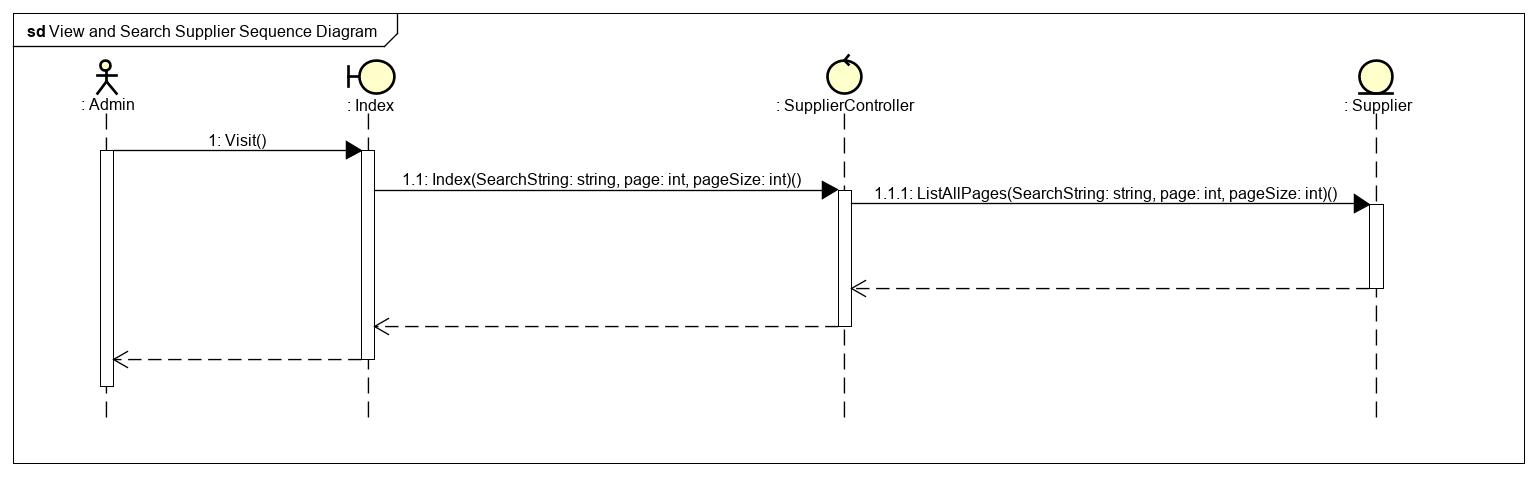 sd View and Search Supplier Sequence Diagram
: Admin
: Index
: SupplierController
: Supplier
1: Visit()
1.1: Index(SearchString: string, page: int, pageSize: int)()
1.1.1: ListAllPages(SearchString: string, page: int, pageSize: int)()